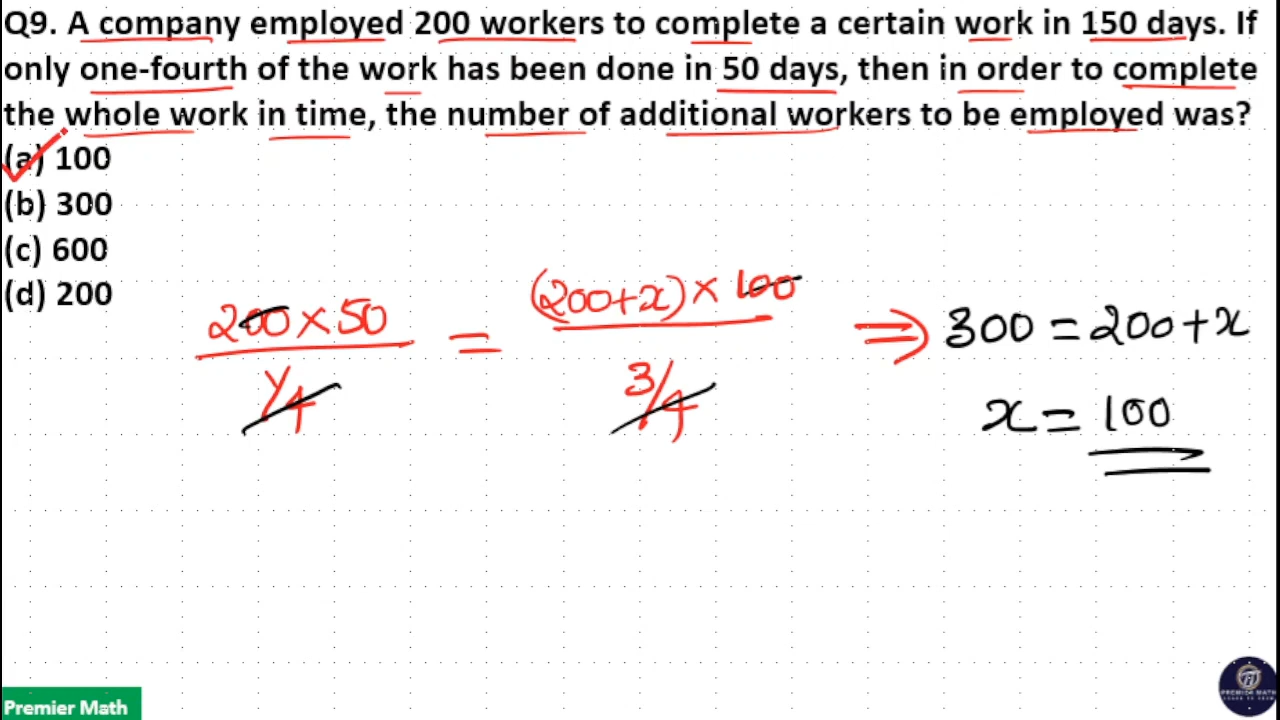 Q9. A company employed 200 workers to complete a certain work in 150 days. If
only one-fourth of the work has been done in 50 days, then in order to complete
the whole work in time, the number of additional workers to be employed was?
(a) 100
(b) 300
(c) 600
(d) 200
200 × 50 / 1/4 = (200+x) × 100 / 3/4 ⇒ 300 = 200+x
x = 100
Premier Math
PREMIER MATH